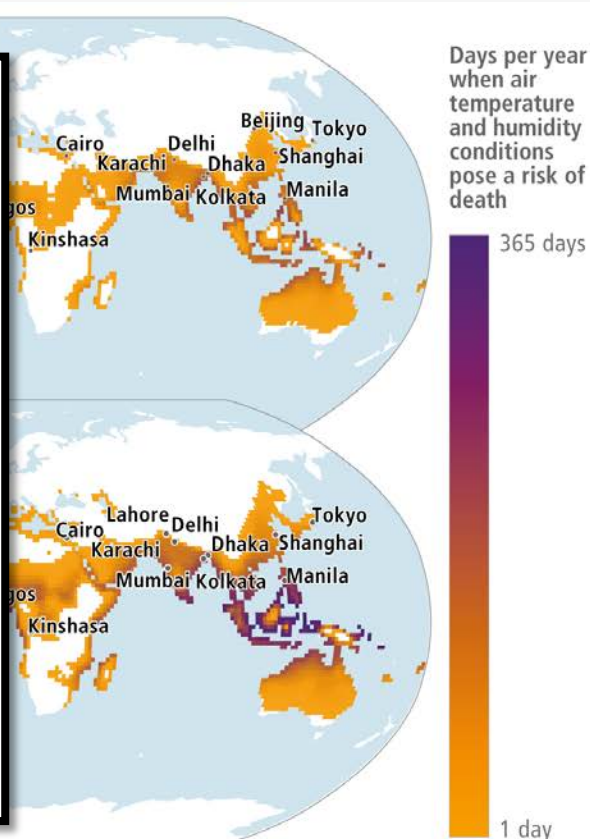 Days per year
when air
temperature
and humidity
conditions
pose a risk of
death
365 days
1 day
Beijing
Tokyo
Cairo
Delhi
Karachi
Dhaka
Shanghai
Mumbai
Kolkata
Manila
gos
Kinshasa
Lahore
Delhi
Tokyo
Cairo
Karachi
Dhaka
Shanghai
Mumbai
Kolkata
Manila
gos
Kinshasa